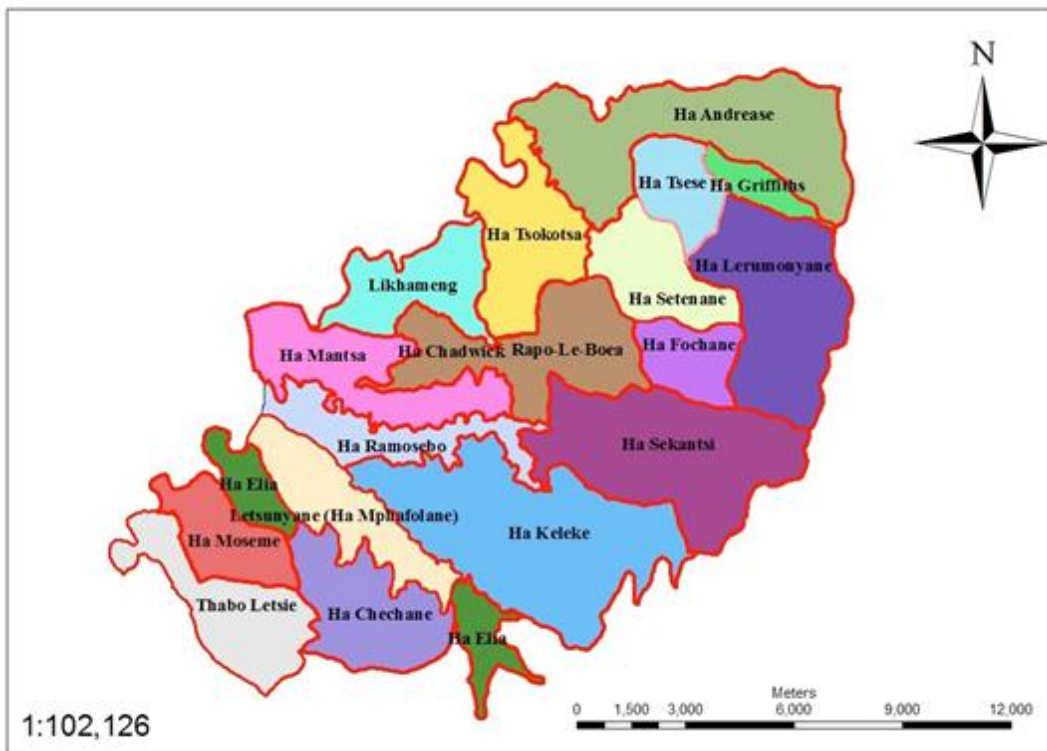 N
Ha Andrease
Ha Tsese
Ha Griffiths
Ha Tsokotsa
Ha Lerumonyane
Likhameng
Ha Setenane
Ha Mantsa
Ha Chadwick
Rapo-Le-Boea
Ha Fochane
Ha Ramosebo
Ha Sekantsi
Ha Elia
Letsunyane (Ha Mphafolane)
Ha Moseme
Ha Keleke
Thabo Letsie
Ha Chechane
Ha Elia
Meters
0 1,500 3,000 6,000 9,000 12,000
1:102,126